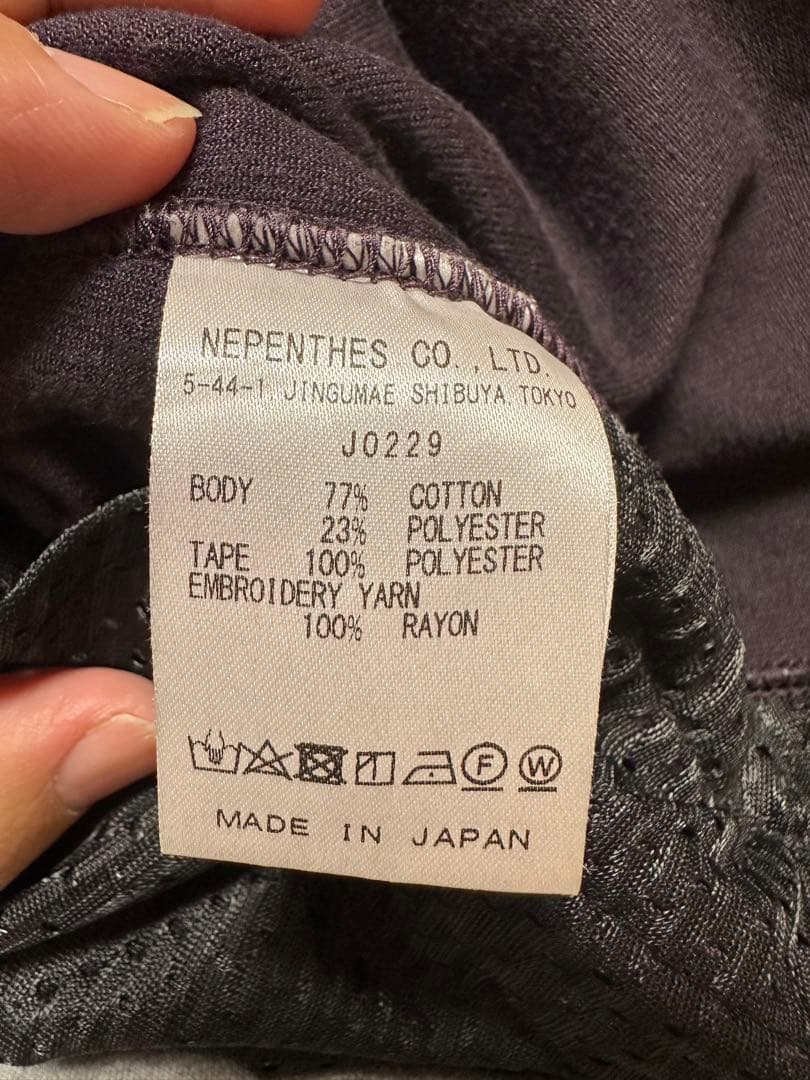 NEPENTHES CO., LTD.
5-44-1, JINGUMAE SHIBUYA, TOKYO
J0229
BODY 77% COTTON
23% POLYESTER
TAPE 100% POLYESTER
EMBROIDERY YARN
100% RAYON
F W
MADE IN JAPAN